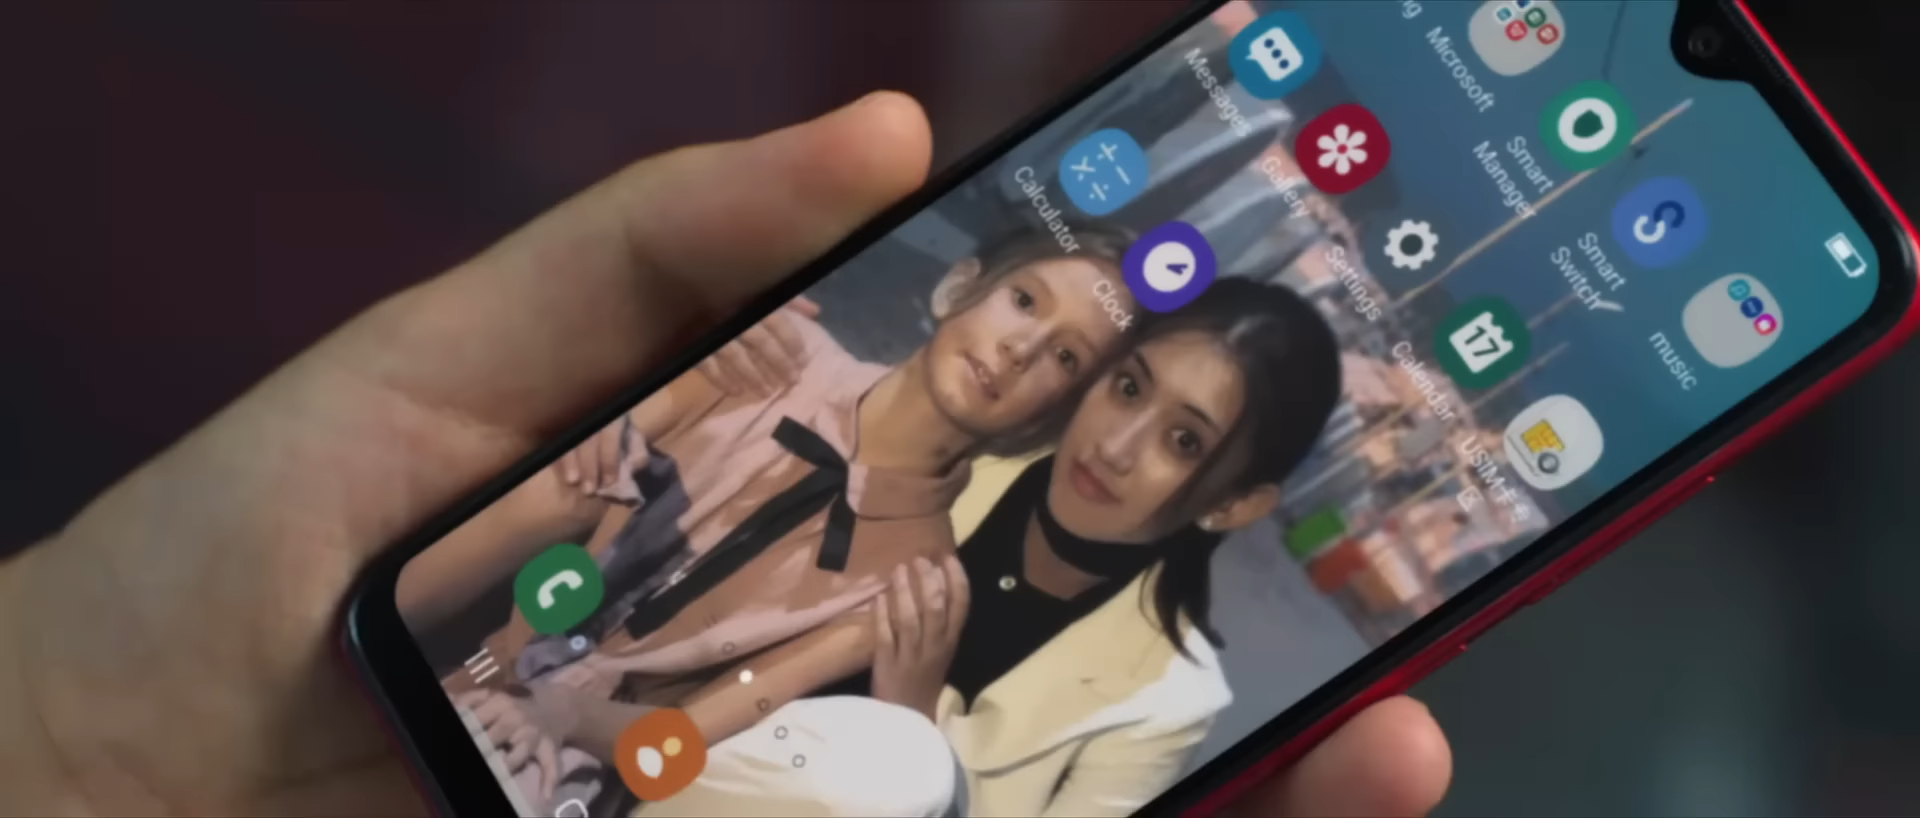 Microsoft
Smart
Manager
Smart
Switch
music
Messages
Gallery
Settings
Calendar
17
Calculator
Clock